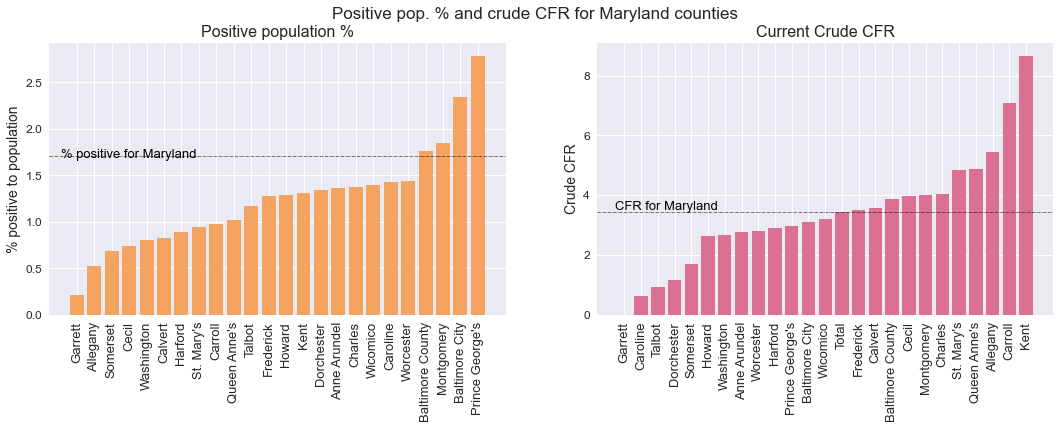 Positive pop. % and crude CFR for Maryland counties
Positive population %
% positive to population
2.5
2.0
1.5
1.0
0.5
0.0
% positive for Maryland
Garrett
Allegany
Somerset
Cecil
Washington
Calvert
Harford
St. Mary's
Carroll
Queen Anne's
Talbot
Frederick
Howard
Kent
Dorchester
Anne Arundel
Charles
Wicomico
Caroline
Worcester
Baltimore County
Montgomery
Baltimore City
Prince George's
Current Crude CFR
Crude CFR
8
6
4
2
0
CFR for Maryland
Garrett
Caroline
Talbot
Dorchester
Somerset
Howard
Washington
Anne Arundel
Worcester
Harford
Prince George's
Baltimore City
Wicomico
Total
Frederick
Calvert
Baltimore County
Cecil
Montgomery
Charles
St. Mary's
Queen Anne's
Allegany
Carroll
Kent